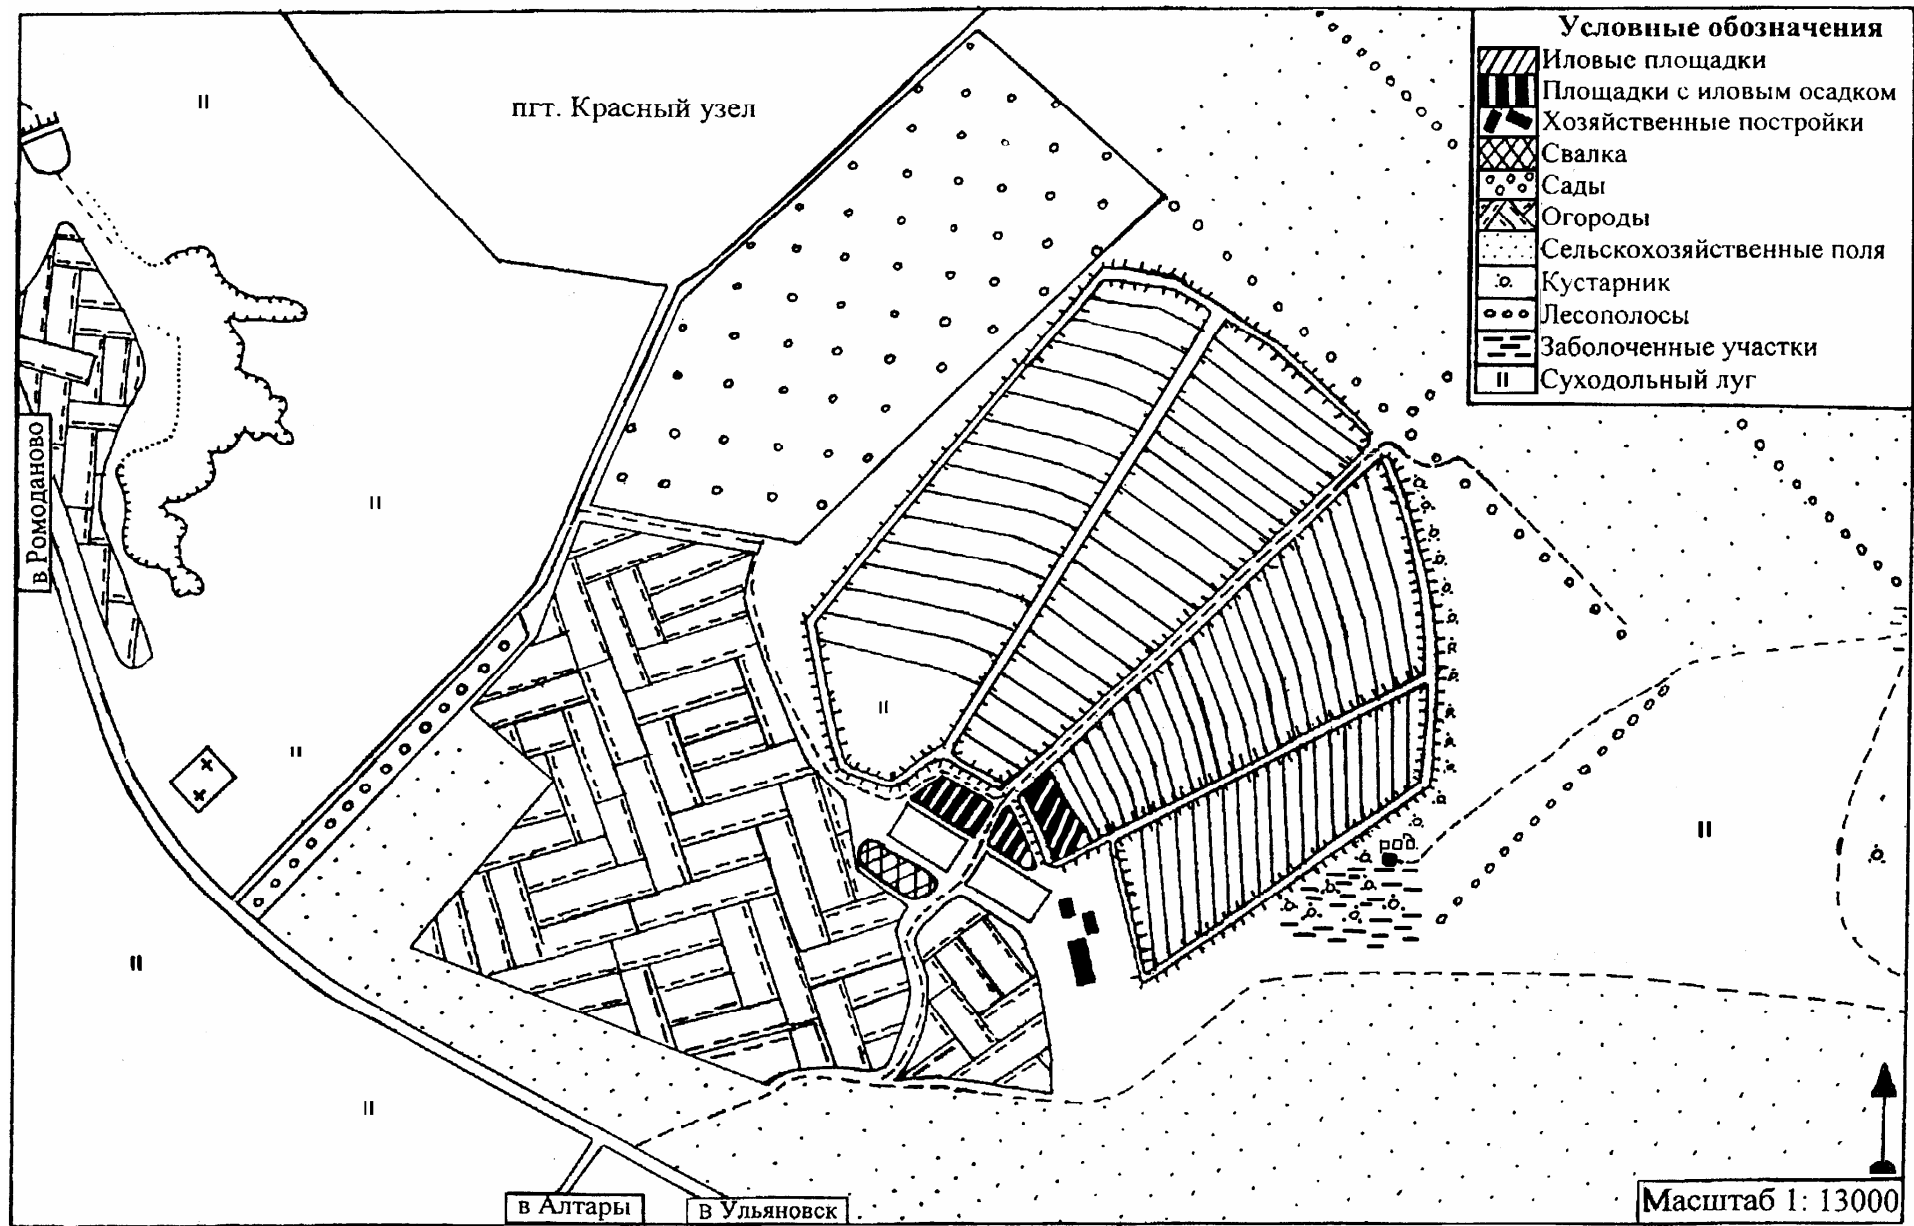 Условные обозначения
Иловые площадки
Площадки с иловым осадком
Хозяйственные постройки
Свалка
Сады
Огороды
Сельскохозяйственные поля
Кустарник
Лесополосы
Заболоченные участки
Суходольный луг
пгт. Красный узел
в Ромоданово
род.
в Алтары
в Ульяновск
Масштаб 1: 13000